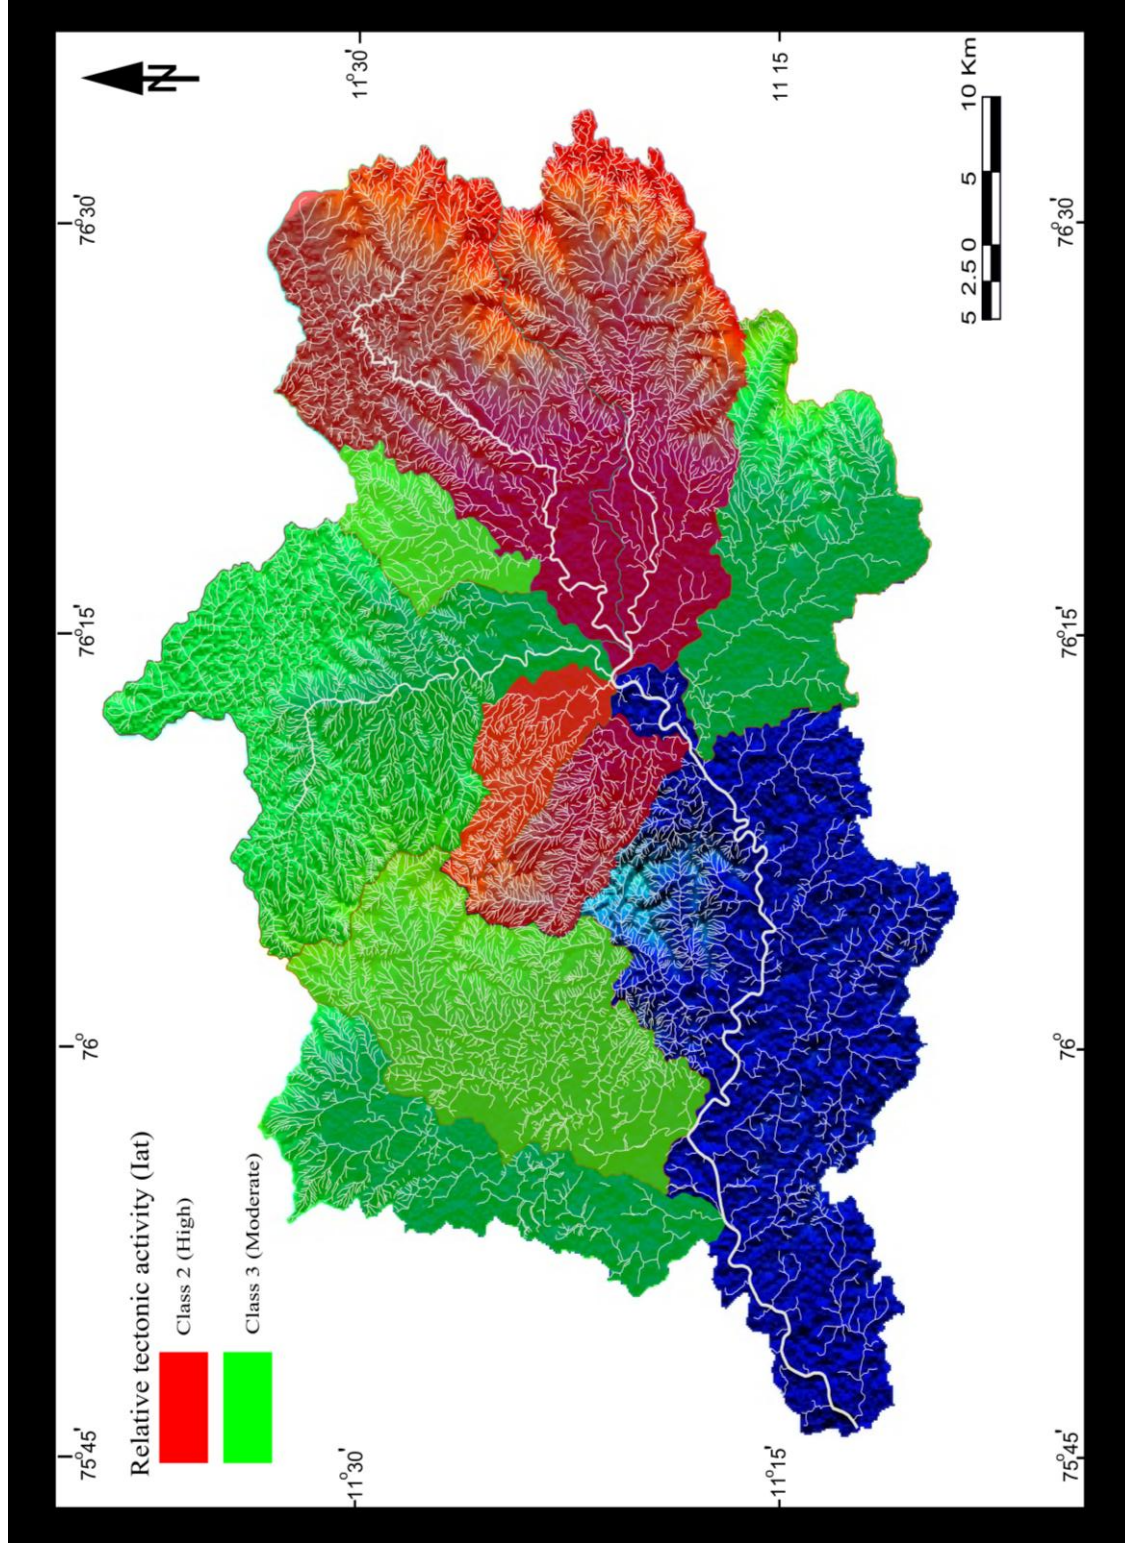 75°45' 76° 76°15' 76°30'
N
Relative tectonic activity (Iat)
Class 2 (High)
Class 3 (Moderate)
11°30' 11°30'
11°15' 11 15'
5 2.5 0 5 10 Km
75°45' 76° 76°15' 76°30'